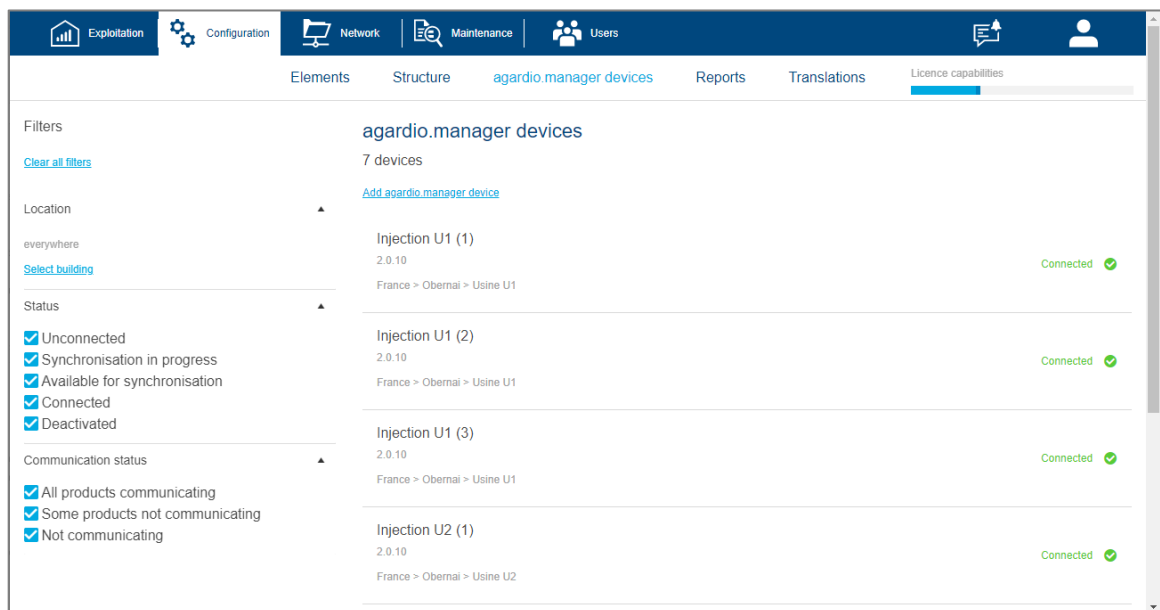 Exploitation Configuration Network Maintenance Users
Elements Structure agardio.manager devices Reports Translations Licence capabilities
Filters
Clear all filters
Location
everywhere
Select building
Status
Unconnected
Synchronisation in progress
Available for synchronisation
Connected
Deactivated
Communication status
All products communicating
Some products not communicating
Not communicating
agardio.manager devices
7 devices
Add agardio.manager device
Injection U1 (1)
2.0.10
France > Obernai > Usine U1
Connected
Injection U1 (2)
2.0.10
France > Obernai > Usine U1
Connected
Injection U1 (3)
2.0.10
France > Obernai > Usine U1
Connected
Injection U2 (1)
2.0.10
France > Obernai > Usine U2
Connected